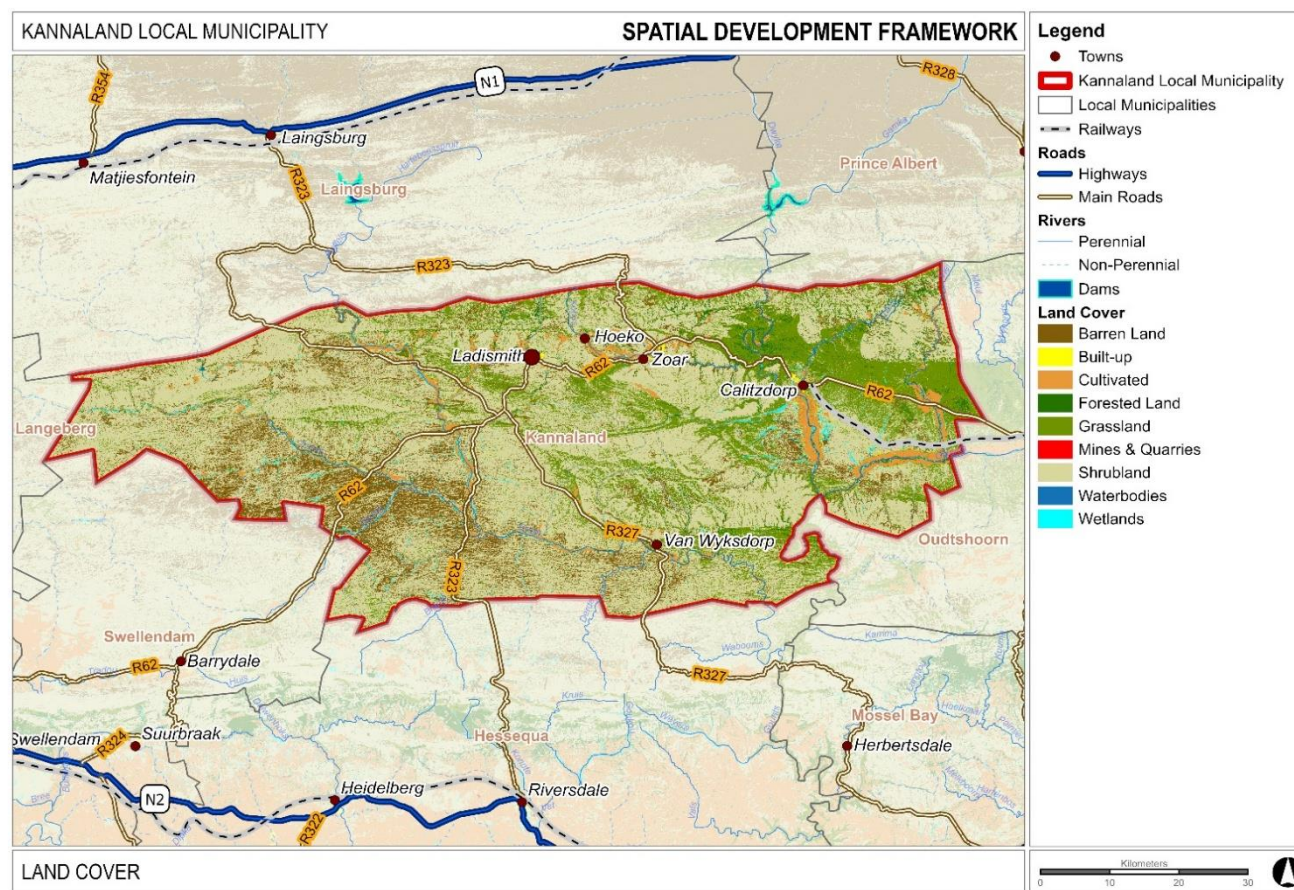 KANNALAND LOCAL MUNICIPALITY
SPATIAL DEVELOPMENT FRAMEWORK
R354
N1
R328
Laingsburg
Matjiesfontein
R323
Laingsburg
Prince Albert
R323
Hoeko
Ladismith
R62
Zoar
Calitzdorp
R62
Langeberg
Kannaland
R62
R327
Van Wyksdorp
Oudtshoorn
R323
Swellendam
R62
Barrydale
Huis
Waboorns
Kamma
R327
Kruis
Mossel Bay
Swellendam
R324
Suurbraak
Hessequa
Herbertsdale
N2
Heidelberg
Riversdale
R322
LAND COVER
Legend
Towns
Kannaland Local Municipality
Local Municipalities
Railways
Roads
Highways
Main Roads
Rivers
Perennial
Non-Perennial
Dams
Land Cover
Barren Land
Built-up
Cultivated
Forested Land
Grassland
Mines & Quarries
Shrubland
Waterbodies
Wetlands
Kilometers
0 10 20 30